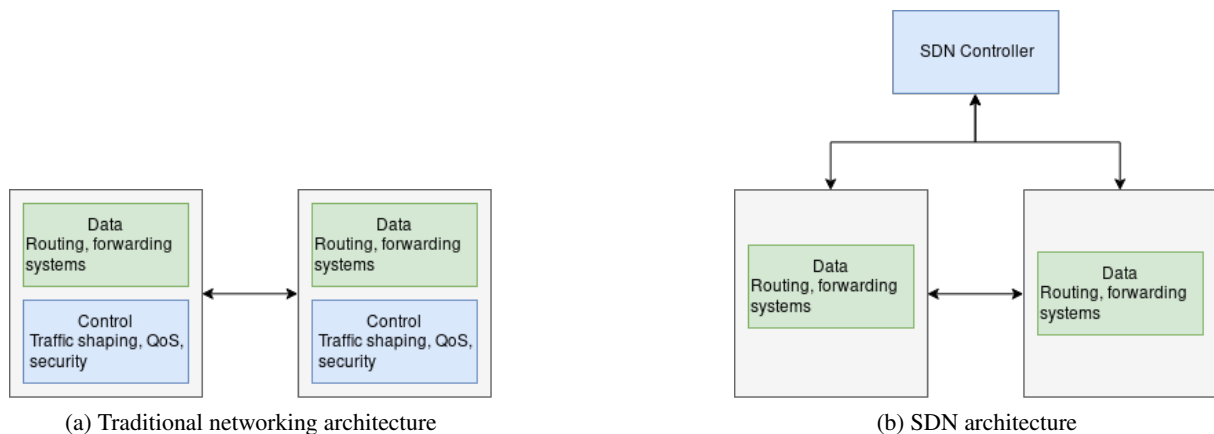 SDN Controller
Data
Routing, forwarding
systems
Control
Traffic shaping, QoS,
security
Data
Routing, forwarding
systems
Control
Traffic shaping, QoS,
security
Data
Routing, forwarding
systems
Data
Routing, forwarding
systems
(a) Traditional networking architecture
(b) SDN architecture